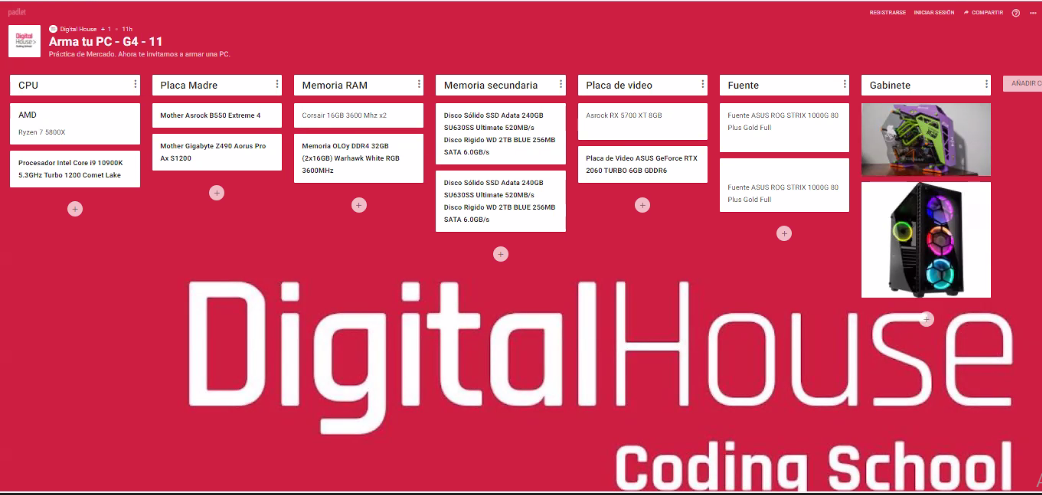 padlet
REGISTRARSE INICIAR SESIÓN COMPARTIR
Digital House + 1 · 11h
Arma tu PC - G4 - 11
Práctica de Mercado. Ahora te invitamos a armar una PC.
Digital
House>
Coding School
CPU
AMD
Ryzen 7 5800X
Procesador Intel Core i9 10900K
5.3GHz Turbo 1200 Comet Lake
Placa Madre
Mother Asrock B550 Extreme 4
Mother Gigabyte Z490 Aorus Pro
Ax S1200
Memoria RAM
Corsair 16GB 3600 Mhz x2
Memoria OLOy DDR4 32GB
(2x16GB) Warhawk White RGB
3600MHz
Memoria secundaria
Disco Sólido SSD Adata 240GB
SU630SS Ultimate 520MB/s
Disco Rigido WD 2TB BLUE 256MB
SATA 6.0GB/s
Disco Sólido SSD Adata 240GB
SU630SS Ultimate 520MB/s
Disco Rigido WD 2TB BLUE 256MB
SATA 6.0GB/s
Placa de video
Asrock RX 5700 XT 8GB
Placa de Video ASUS GeForce RTX
2060 TURBO 6GB GDDR6
Fuente
Fuente ASUS ROG STRIX 1000G 80
Plus Gold Full
Fuente ASUS ROG STRIX 1000G 80
Plus Gold Full
Gabinete
AÑADIR C
DigitalHouse
Coding School